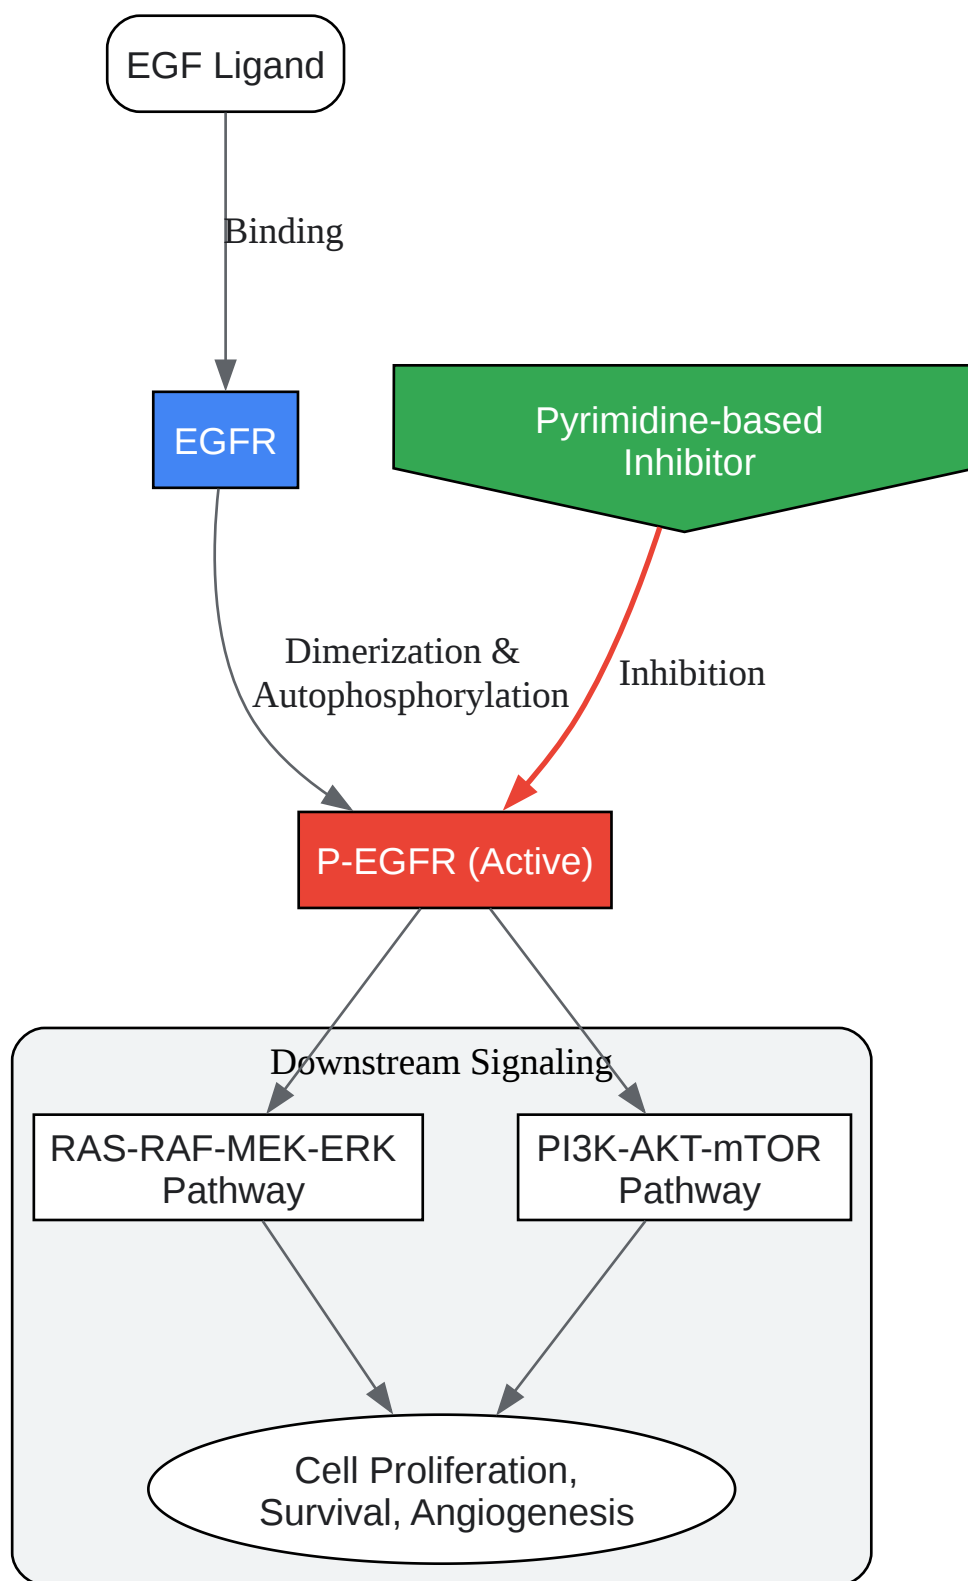 EGF Ligand
Binding
EGFR
Pyrimidine-based
Inhibitor
Dimerization &
Autophosphorylation
Inhibition
P-EGFR (Active)
Downstream Signaling
RAS-RAF-MEK-ERK
Pathway
PI3K-AKT-mTOR
Pathway
Cell Proliferation,
Survival, Angiogenesis